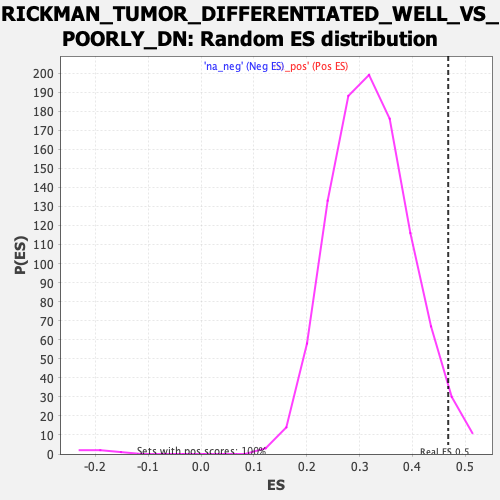 RICKMAN_TUMOR_DIFFERENTIATED_WELL_VS_
POORLY_DN: Random ES distribution
'na_neg' (Neg ES)_pos' (Pos ES)
200
190
180
170
160
150
140
130
120
110
100
90
80
70
60
50
40
30
20
10
0
P(ES)
Sets with pos scores: 100%
Real ES 0.5
-0.2 -0.1 0.0 0.1 0.2 0.3 0.4 0.5
ES